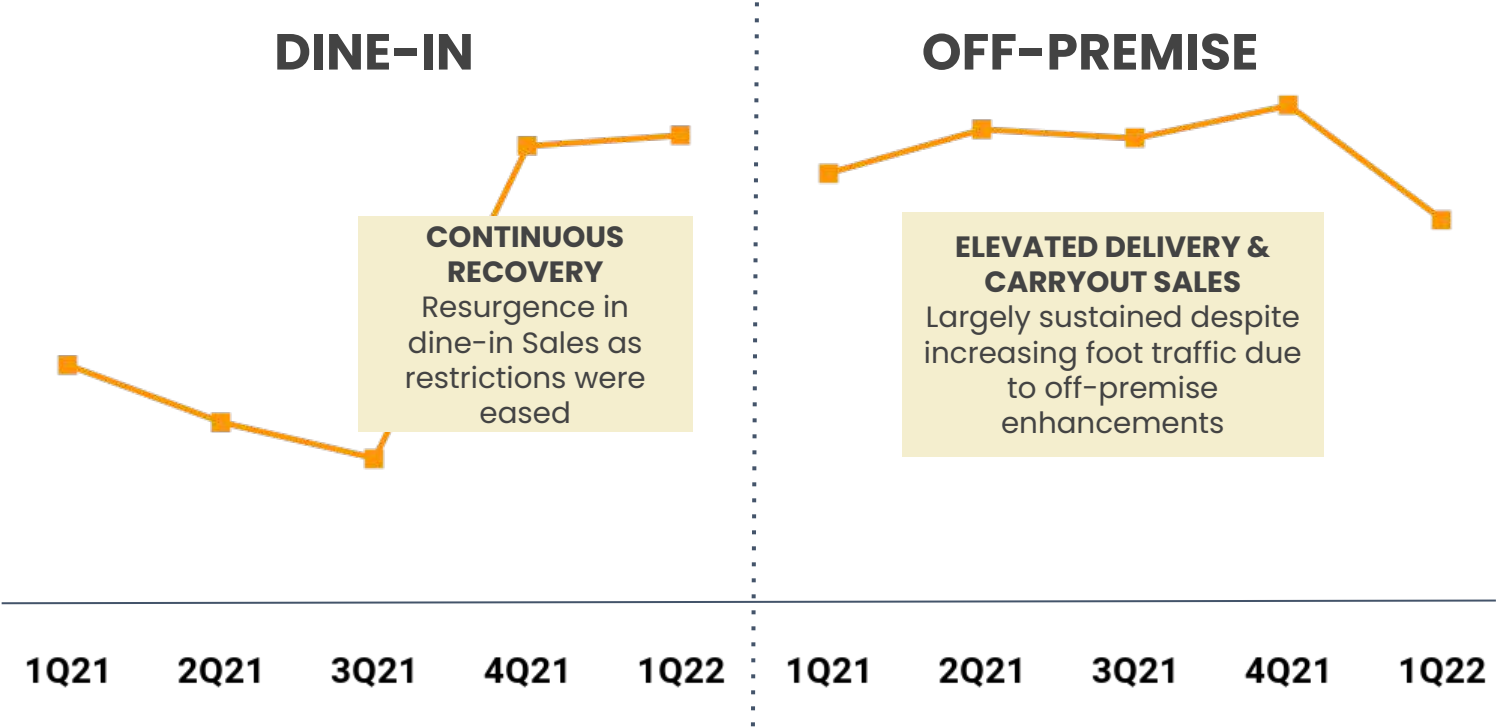 DINE-IN
CONTINUOUS
RECOVERY
Resurgence in
dine-in Sales as
restrictions were
eased
1Q21 2Q21 3Q21 4Q21 1Q22
OFF-PREMISE
ELEVATED DELIVERY &
CARRYOUT SALES
Largely sustained despite
increasing foot traffic due
to off-premise
enhancements
1Q21 2Q21 3Q21 4Q21 1Q22